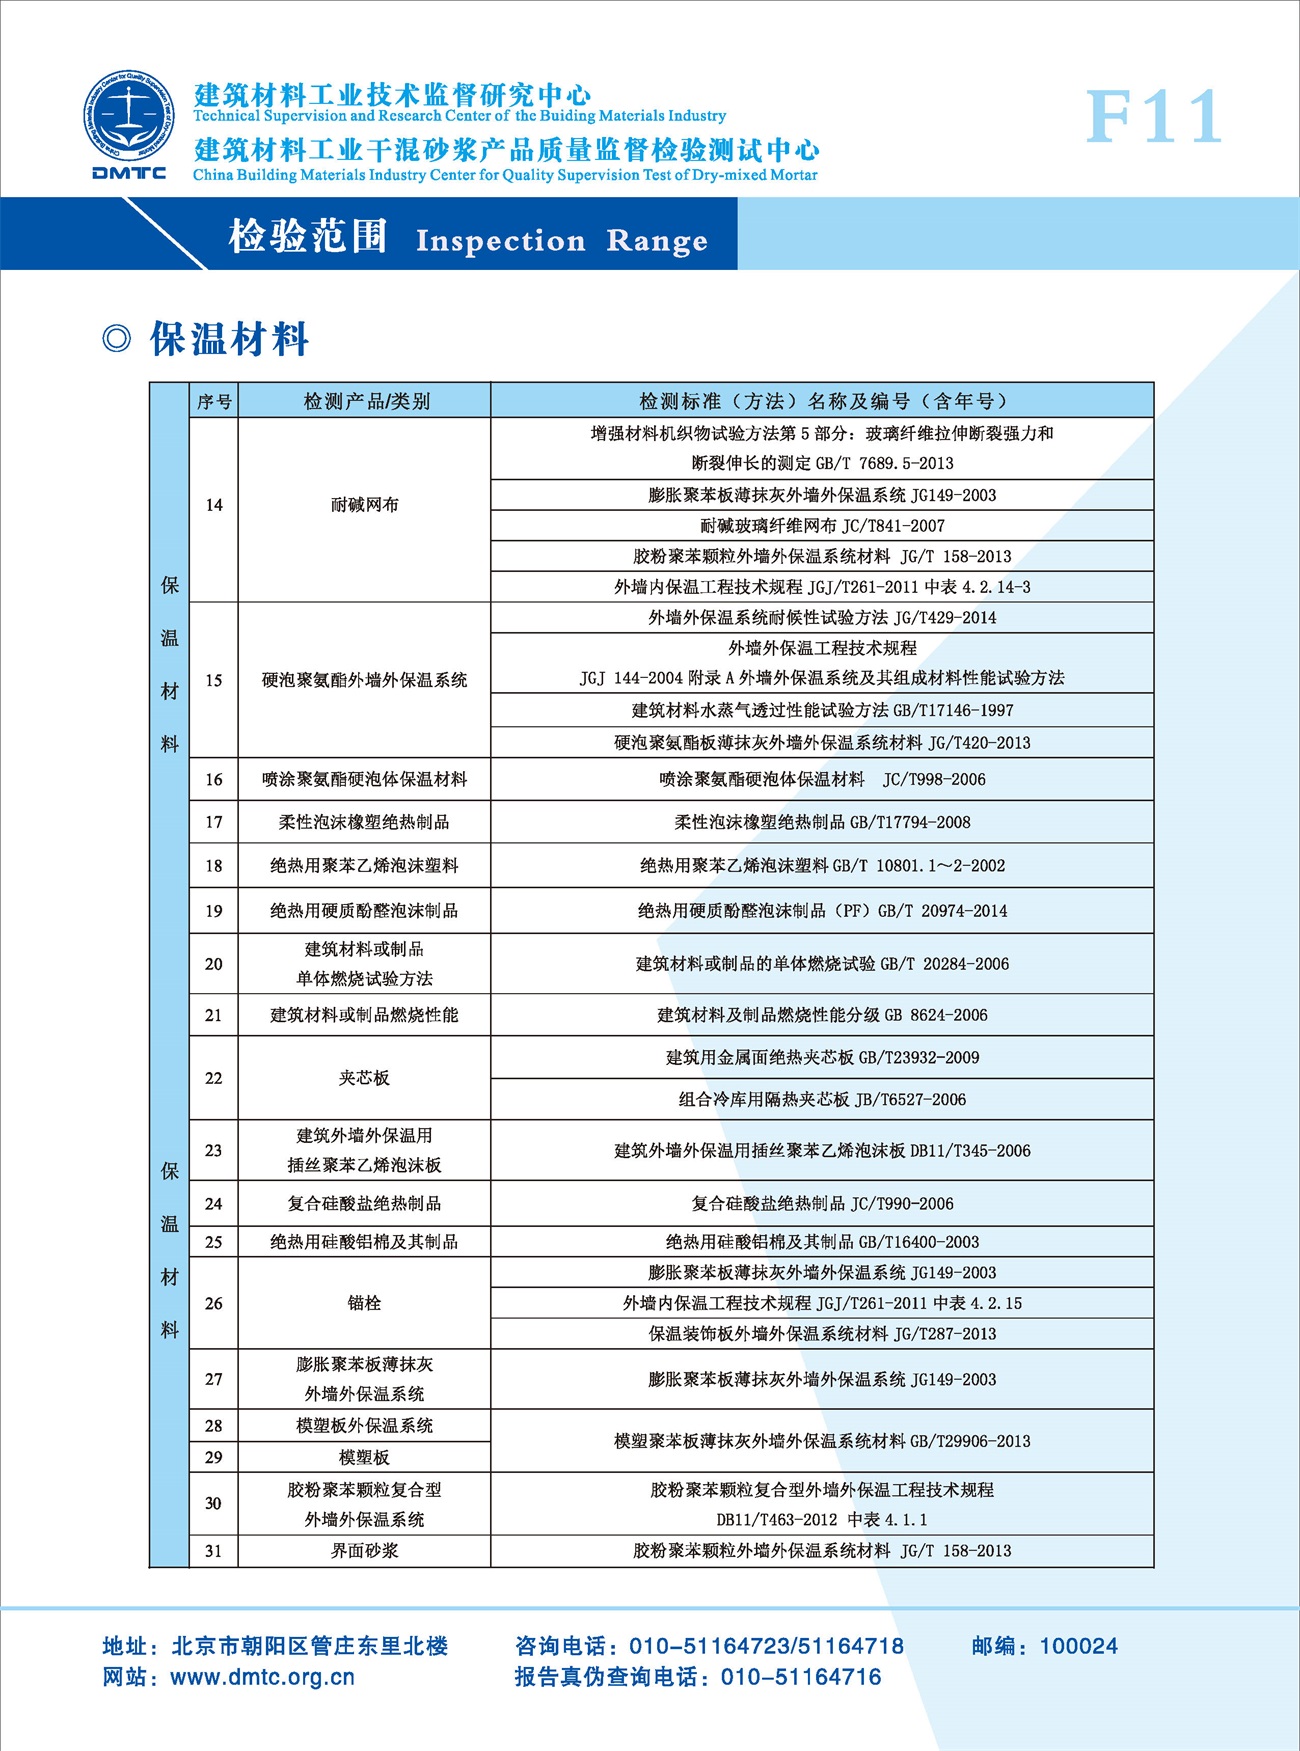 建筑材料工业技术监督研究中心
Technical Supervision and Research Center of the Buiding Materials Industry
建筑材料工业干混砂浆产品质量监督检验测试中心
China Building Materials Industry Center for Quality Supervision Test of Dry-mixed Mortar
DMTC
F11
检验范围 Inspection Range
◎ 保温材料
序号 检测产品/类别 检测标准（方法）名称及编号（含年号）
保温材料
14 耐碱网布
增强材料机织物试验方法第 5 部分：玻璃纤维拉伸断裂强力和
断裂伸长的测定 GB/T 7689.5-2013
膨胀聚苯板薄抹灰外墙外保温系统 JG149-2003
耐碱玻璃纤维网布 JC/T841-2007
胶粉聚苯颗粒外墙外保温系统材料 JG/T 158-2013
外墙内保温工程技术规程 JGJ/T261-2011 中表 4.2.14-3
15 硬泡聚氨酯外墙外保温系统
外墙外保温系统耐候性试验方法 JG/T429-2014
外墙外保温工程技术规程
JGJ 144-2004 附录 A 外墙外保温系统及其组成材料性能试验方法
建筑材料水蒸气透过性能试验方法 GB/T17146-1997
硬泡聚氨酯板薄抹灰外墙外保温系统材料 JG/T420-2013
16 喷涂聚氨酯硬泡体保温材料 喷涂聚氨酯硬泡体保温材料 JC/T998-2006
17 柔性泡沫橡塑绝热制品 柔性泡沫橡塑绝热制品 GB/T17794-2008
18 绝热用聚苯乙烯泡沫塑料 绝热用聚苯乙烯泡沫塑料 GB/T 10801.1～2-2002
19 绝热用硬质酚醛泡沫制品 绝热用硬质酚醛泡沫制品（PF）GB/T 20974-2014
20 建筑材料或制品
单体燃烧试验方法
建筑材料或制品的单体燃烧试验 GB/T 20284-2006
21 建筑材料或制品燃烧性能 建筑材料及制品燃烧性能分级 GB 8624-2006
22 夹芯板
建筑用金属面绝热夹芯板 GB/T23932-2009
组合冷库用隔热夹芯板 JB/T6527-2006
保温材料
23 建筑外墙外保温用
插丝聚苯乙烯泡沫板
建筑外墙外保温用插丝聚苯乙烯泡沫板 DB11/T345-2006
24 复合硅酸盐绝热制品 复合硅酸盐绝热制品 JC/T990-2006
25 绝热用硅酸铝棉及其制品 绝热用硅酸铝棉及其制品 GB/T16400-2003
26 锚栓
膨胀聚苯板薄抹灰外墙外保温系统 JG149-2003
外墙内保温工程技术规程 JGJ/T261-2011 中表 4.2.15
保温装饰板外墙外保温系统材料 JG/T287-2013
27 膨胀聚苯板薄抹灰
外墙外保温系统
膨胀聚苯板薄抹灰外墙外保温系统 JG149-2003
28 模塑板外保温系统
29 模塑板
模塑聚苯板薄抹灰外墙外保温系统材料 GB/T29906-2013
30 胶粉聚苯颗粒复合型
外墙外保温系统
胶粉聚苯颗粒复合型外墙外保温工程技术规程
DB11/T463-2012 中表 4.1.1
31 界面砂浆 胶粉聚苯颗粒外墙外保温系统材料 JG/T 158-2013
地址：北京市朝阳区管庄东里北楼 咨询电话：010-51164723/51164718 邮编：100024
网站：www.dmtc.org.cn 报告真伪查询电话：010-51164716